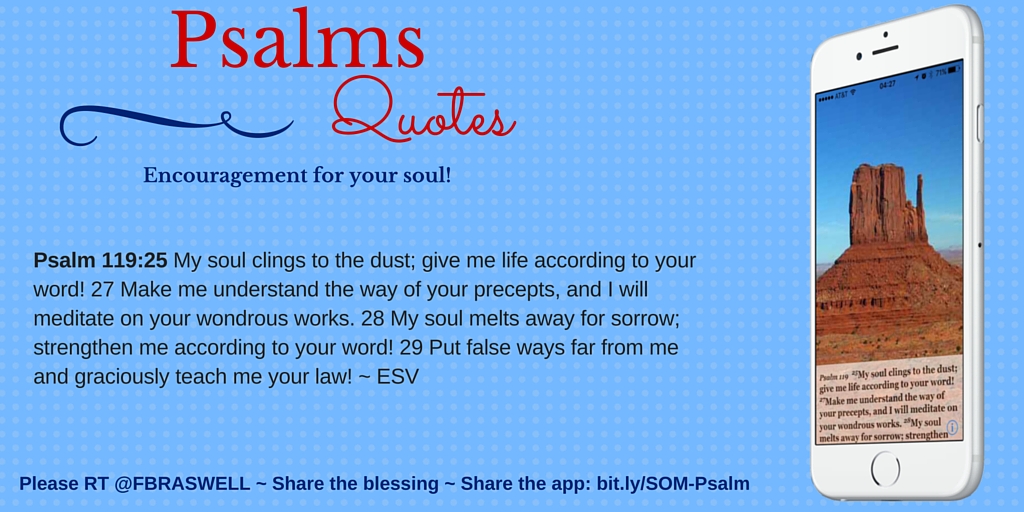 Psalms
Quotes
Encouragement for your soul!
Psalm 119:25 My soul clings to the dust; give me life according to your
word! 27 Make me understand the way of your precepts, and I will
meditate on your wondrous works. 28 My soul melts away for sorrow;
strengthen me according to your word! 29 Put false ways far from me
and graciously teach me your law! ~ ESV
Please RT @FBRASWELL ~ Share the blessing ~ Share the app: bit.ly/SOM-Psalm
AT&T 04:27 71%
Psalm 119 25My soul clings to the dust;
give me life according to your word!
27Make me understand the way of
your precepts, and I will meditate on
your wondrous works. 28My soul
melts away for sorrow; strengthen